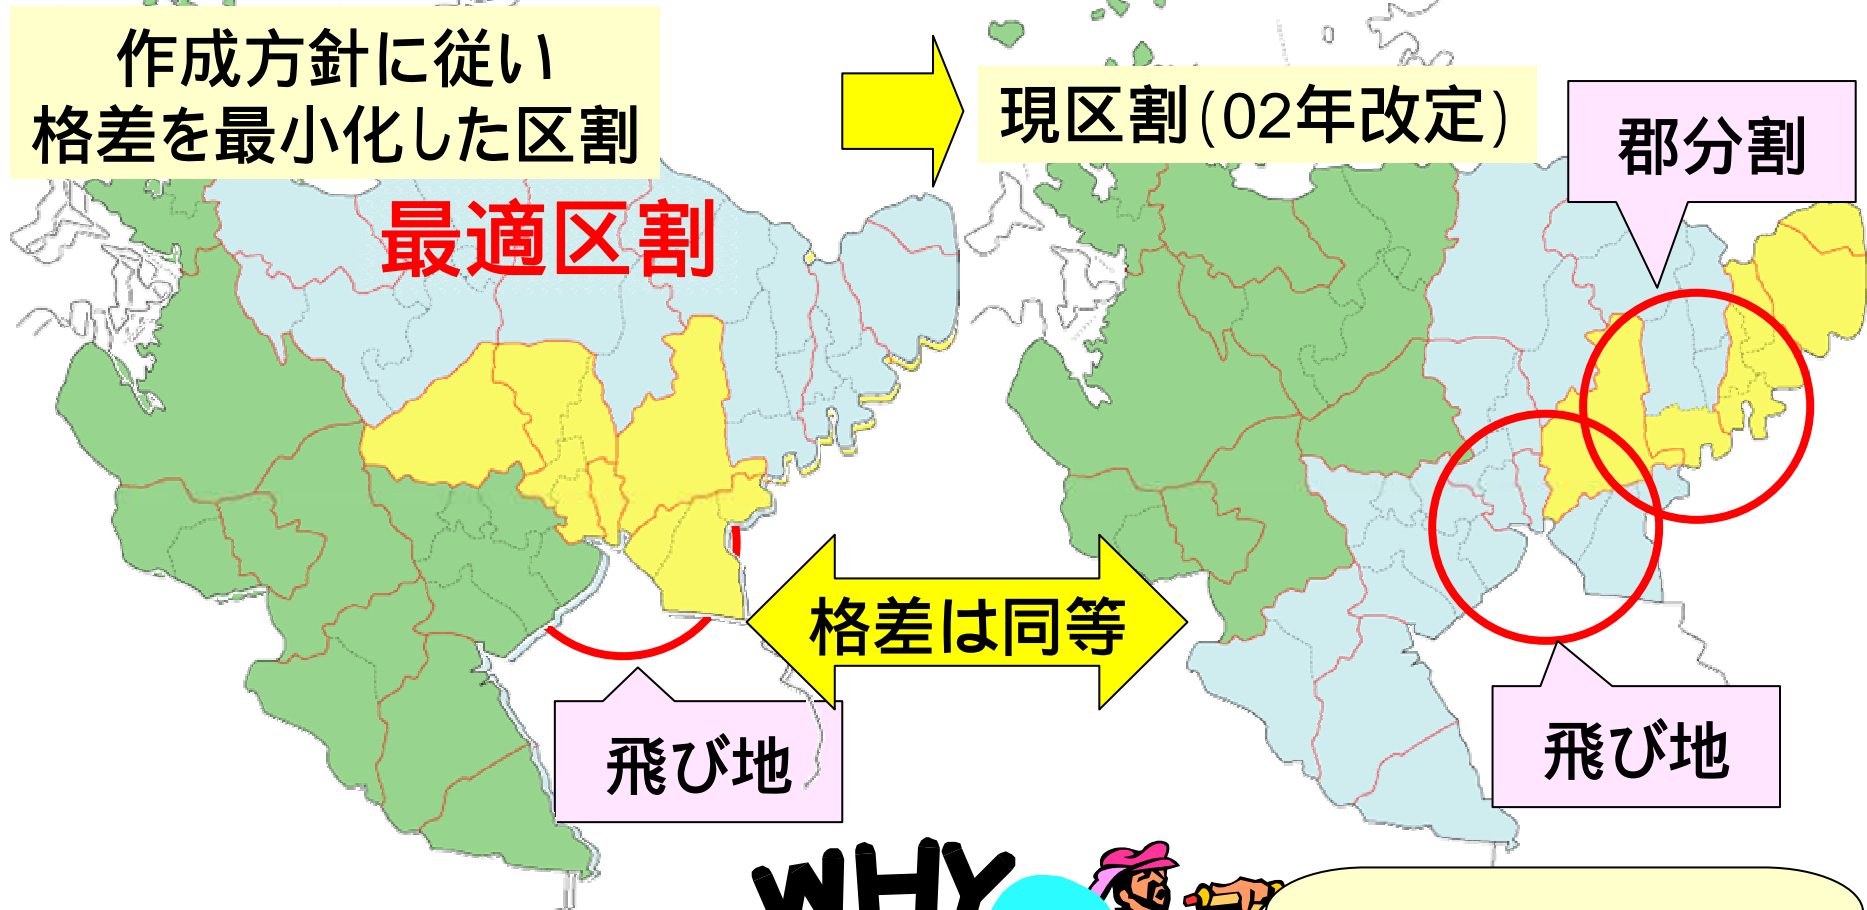 作成方針に従い
格差を最小化した区割
最適区割
現区割(02年改定)
郡分割
格差は同等
飛び地
飛び地
WHY